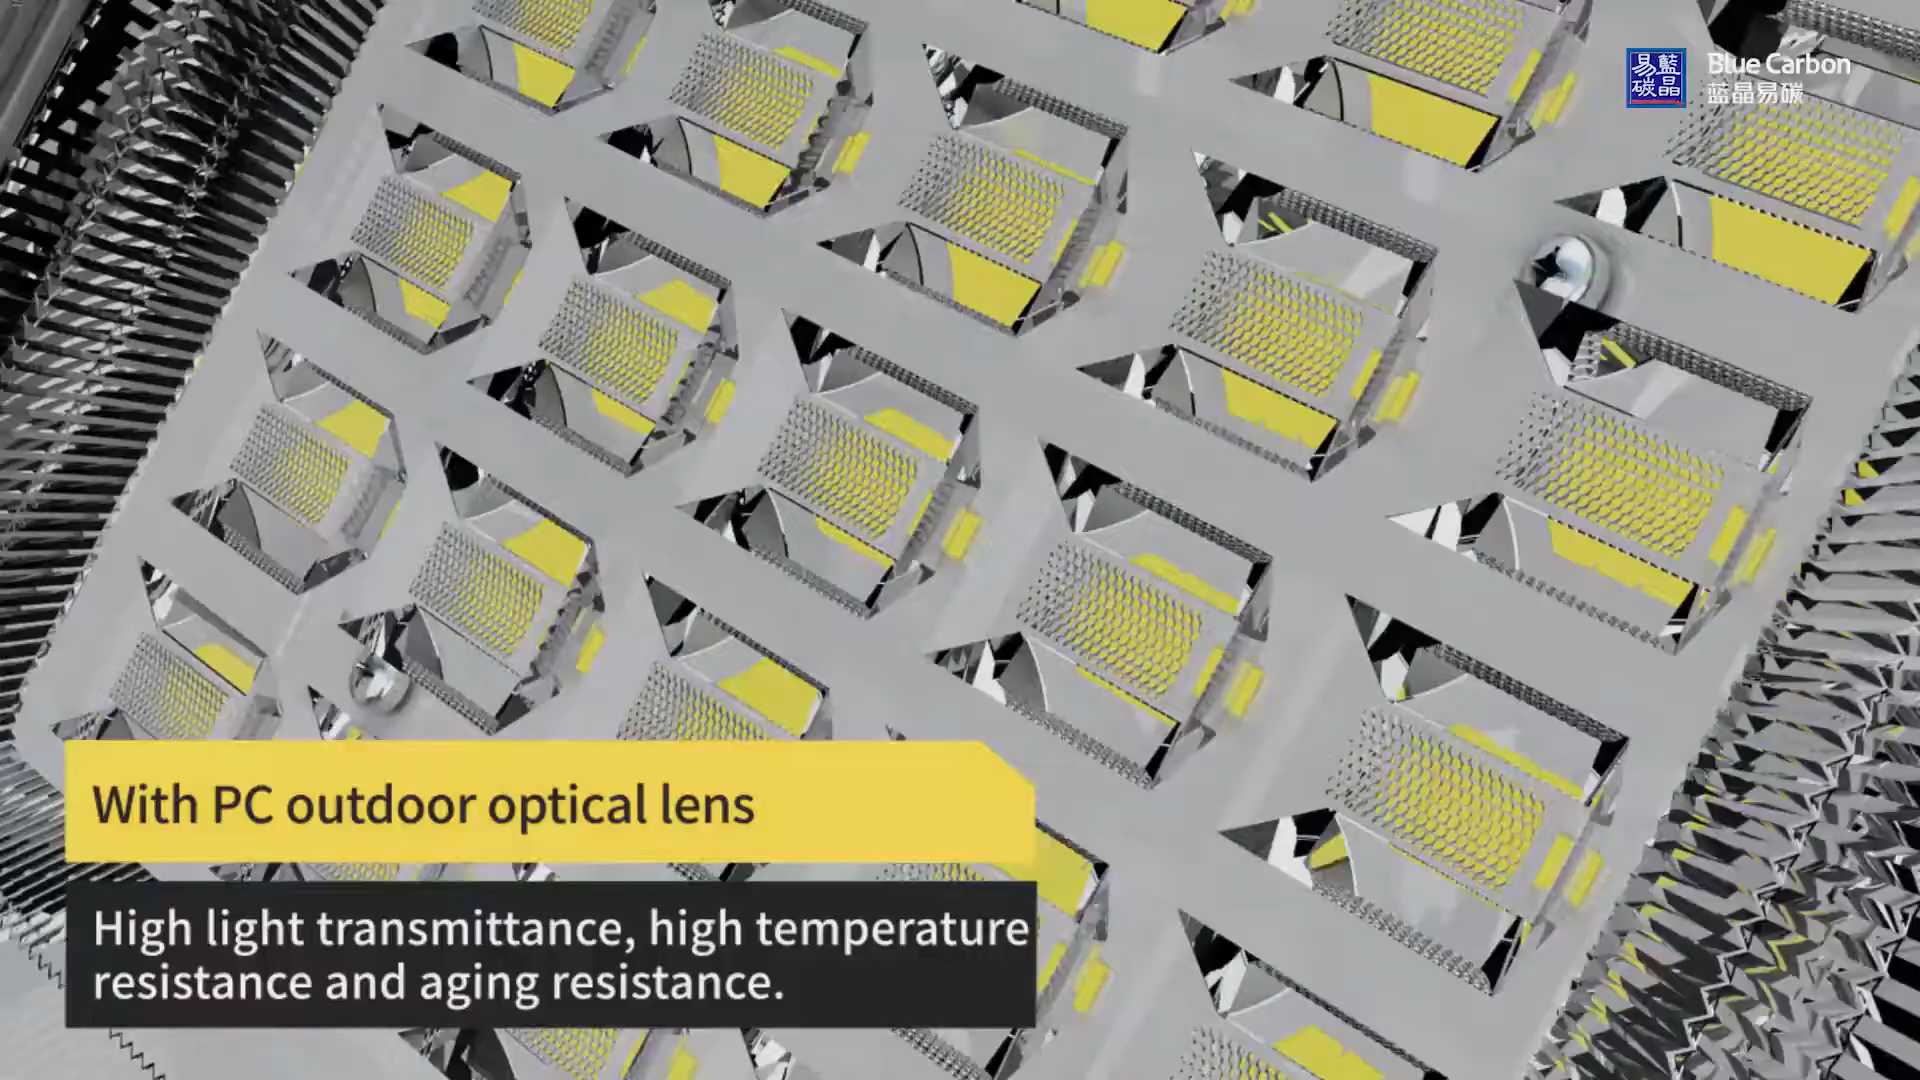 藍晶
易碳
Blue Carbon
蓝晶易碳
With PC outdoor optical lens
High light transmittance, high temperature
resistance and aging resistance.